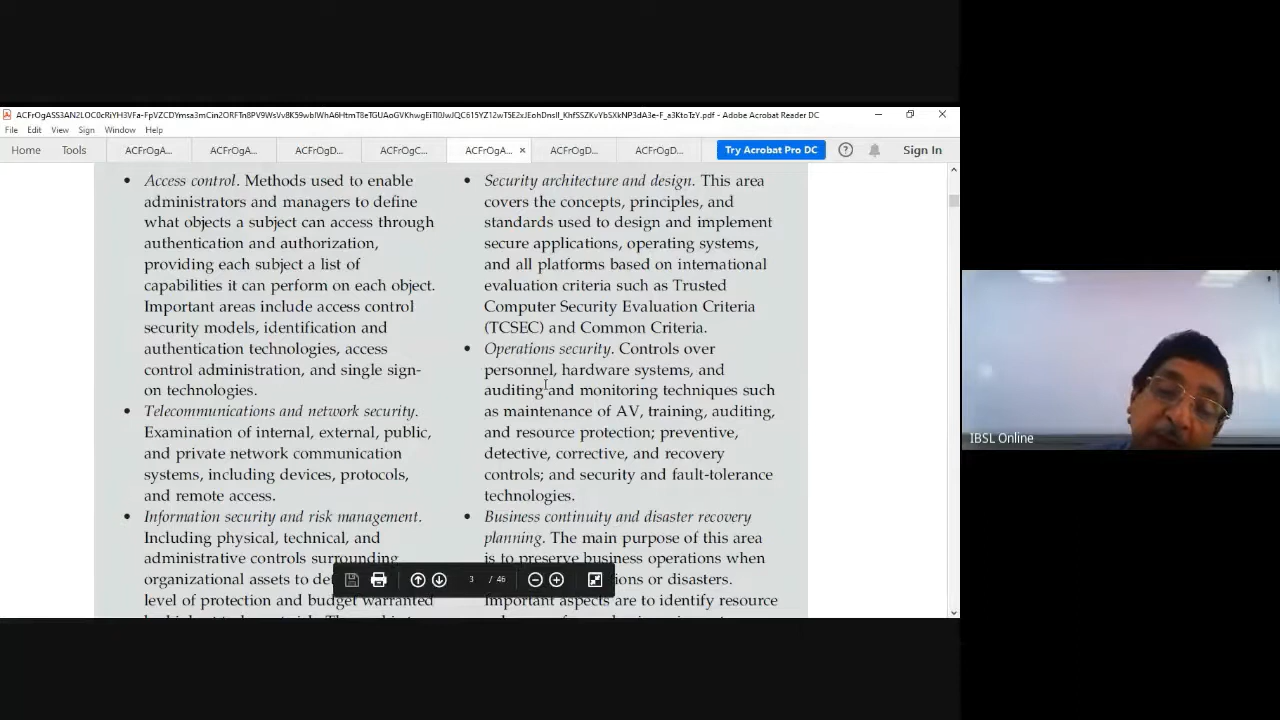 File Edit View Sign Window Help
Home Tools ACFrOgA... ACFrOgA... ACFrOgD... ACFrOgC... ACFrOgA... × ACFrOgD... ACFrOgD... Try Acrobat Pro DC Sign In
• Access control. Methods used to enable
administrators and managers to define
what objects a subject can access through
authentication and authorization,
providing each subject a list of
capabilities it can perform on each object.
Important areas include access control
security models, identification and
authentication technologies, access
control administration, and single sign-
on technologies.
• Telecommunications and network security.
Examination of internal, external, public,
and private network communication
systems, including devices, protocols,
and remote access.
• Information security and risk management.
Including physical, technical, and
administrative controls surrounding
organizational assets to
level of protection and budget warranted
• Security architecture and design. This area
covers the concepts, principles, and
standards used to design and implement
secure applications, operating systems,
and all platforms based on international
evaluation criteria such as Trusted
Computer Security Evaluation Criteria
(TCSEC) and Common Criteria.
• Operations security. Controls over
personnel, hardware systems, and
auditing and monitoring techniques such
as maintenance of AV, training, auditing,
and resource protection; preventive,
detective, corrective, and recovery
controls; and security and fault-tolerance
technologies.
• Business continuity and disaster recovery
planning. The main purpose of this area
is to preserve business operations when
or disasters.
Important aspects are to identify resource
3 / 46
IBSL Online